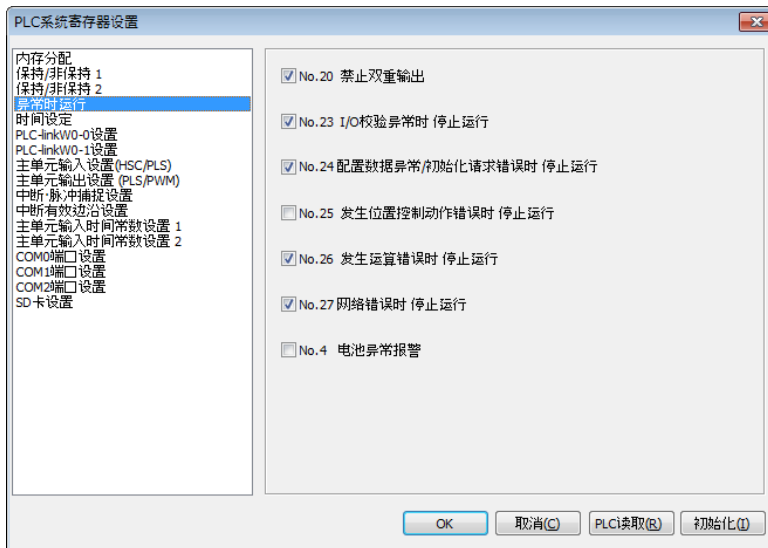 PLC系统寄存器设置
内存分配
保持/非保持 1
保持/非保持 2
异常时运行
时间设定
PLC-linkW0-0设置
PLC-linkW0-1设置
主单元输入设置(HSC/PLS)
主单元输出设置 (PLS/PWM)
中断·脉冲捕捉设置
中断有效边沿设置
主单元输入时间常数设置 1
主单元输入时间常数设置 2
COM0端口设置
COM1端口设置
COM2端口设置
SD卡设置
No.20 禁止双重输出
No.23 I/O校验异常时 停止运行
No.24 配置数据异常/初始化请求错误时 停止运行
No.25 发生位置控制动作错误时 停止运行
No.26 发生运算错误时 停止运行
No.27 网络错误时 停止运行
No.4 电池异常报警
OK 取消(C) PLC读取(R) 初始化(I)